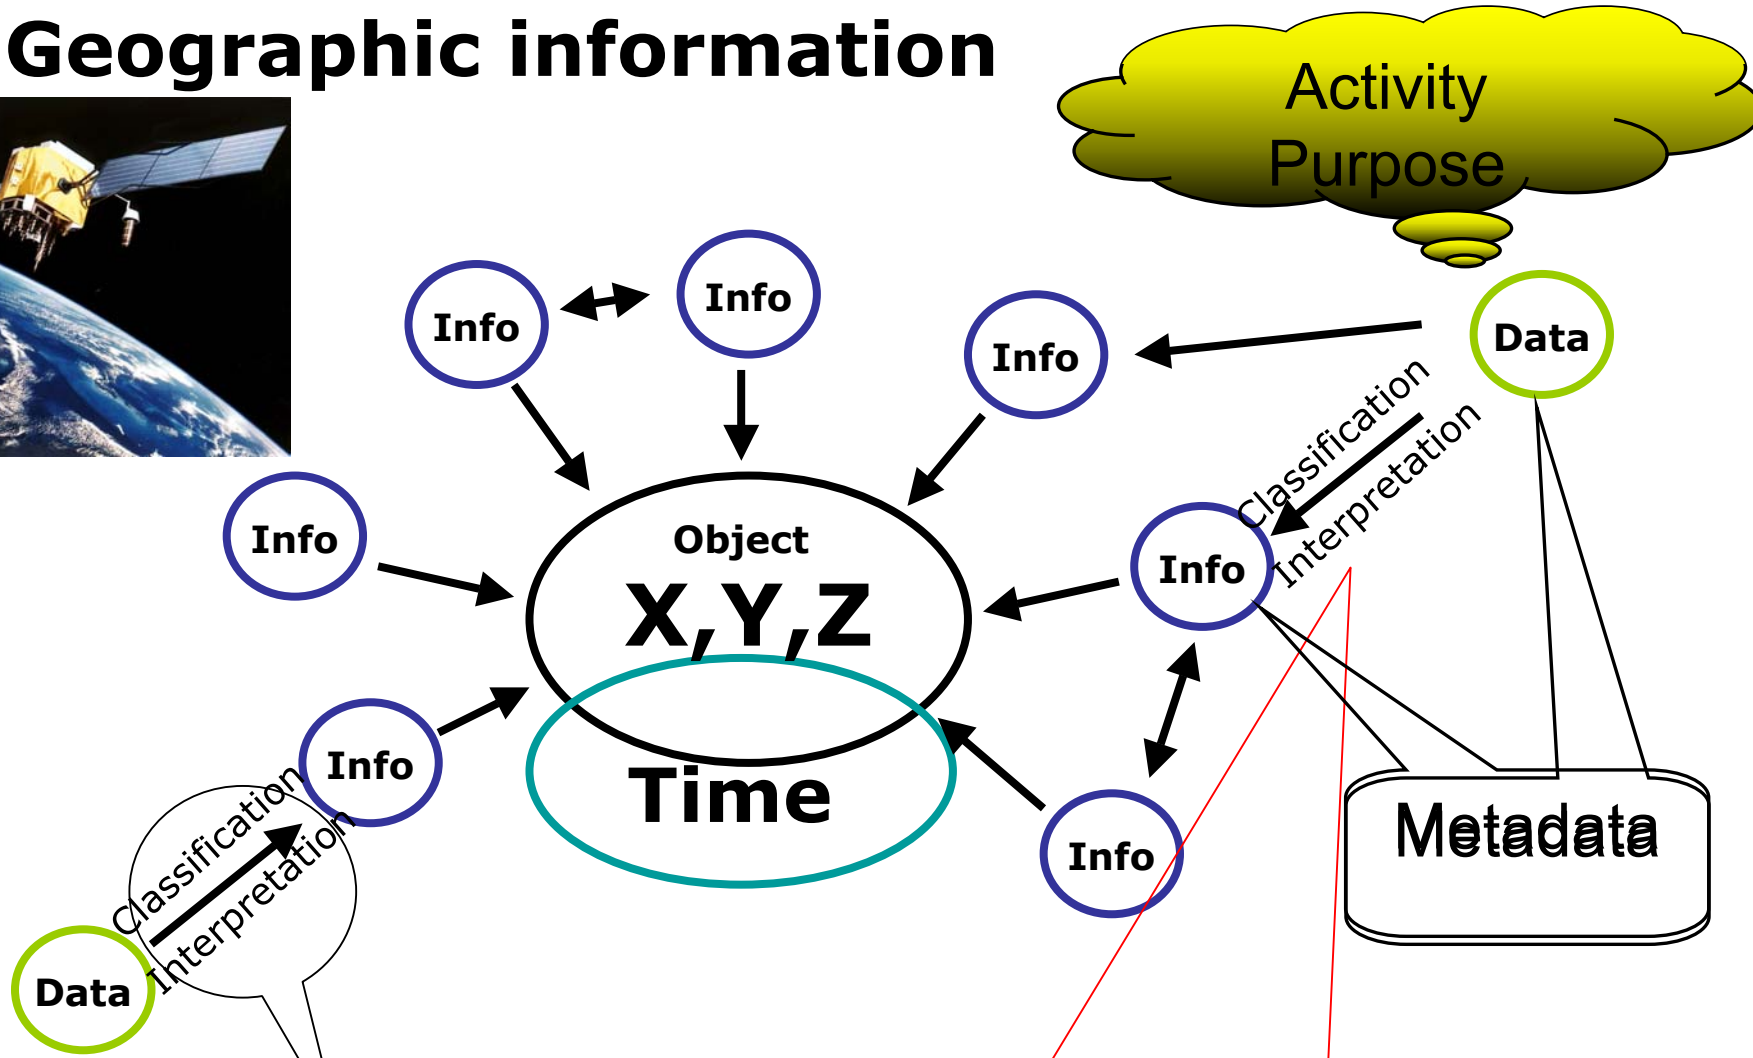 Geographic information
Activity
Purpose
Info
Info
Info
Data
Classification
Interpretation
Info
Object
X,Y,Z
Info
Time
Info
Info
Metadata
Metadata
Classification
Interpretation
Data